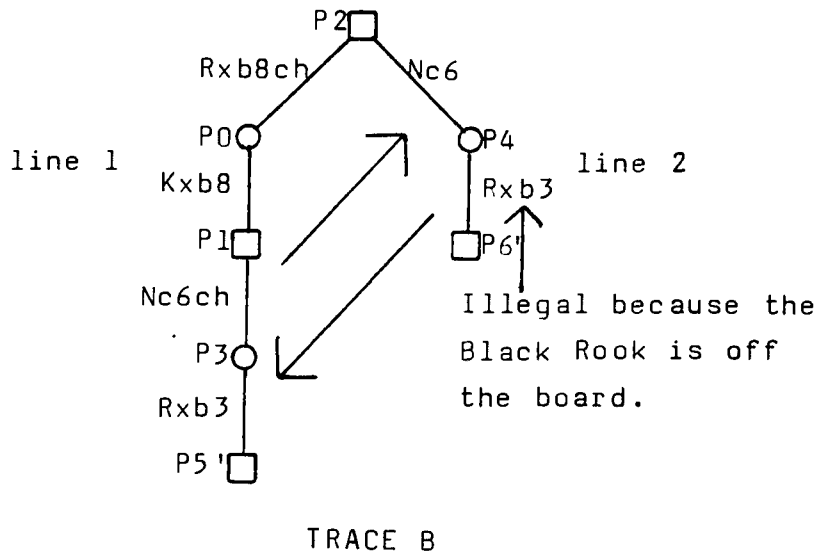 P2
Rxb8ch
Nc6
P0
P4
line 1
line 2
Kxb8
Rxb3
P1
P6'
Nc6ch
Illegal because the
P3
Black Rook is off
the board.
Rxb3
P5'
TRACE B